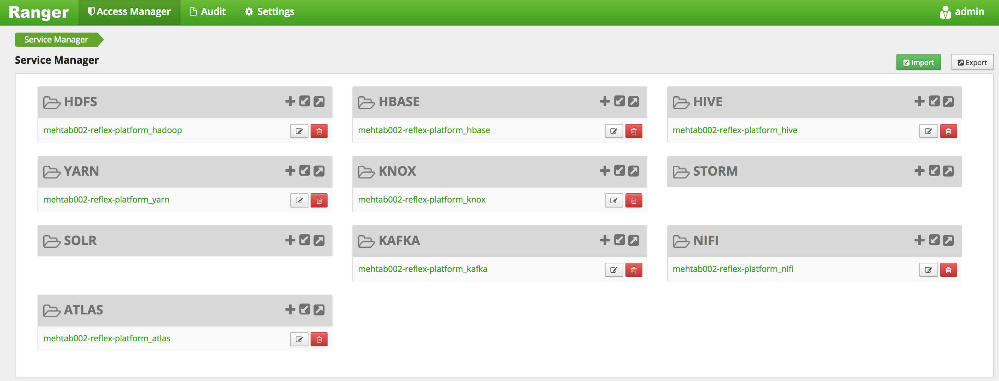 Ranger Access Manager Audit Settings admin
Service Manager
Service Manager
Import Export
HDFS HBASE HIVE
mehtab002-reflex-platform_hadoop mehtab002-reflex-platform_hbase mehtab002-reflex-platform_hive
YARN KNOX STORM
mehtab002-reflex-platform_yarn mehtab002-reflex-platform_knox
SOLR KAFKA NIFI
mehtab002-reflex-platform_kafka mehtab002-reflex-platform_nifi
ATLAS
mehtab002-reflex-platform_atlas